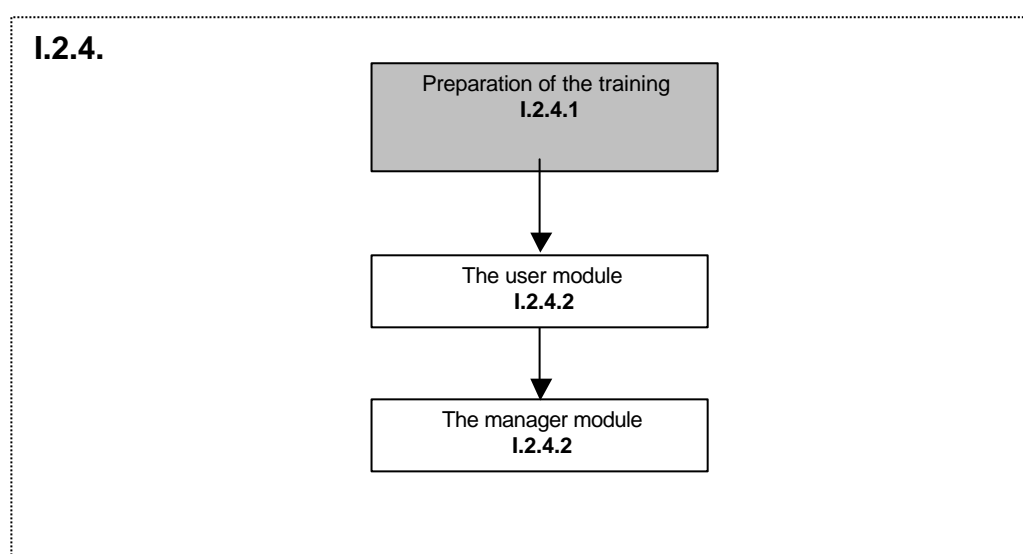 I.2.4.
Preparation of the training
I.2.4.1
The user module
I.2.4.2
The manager module
I.2.4.2